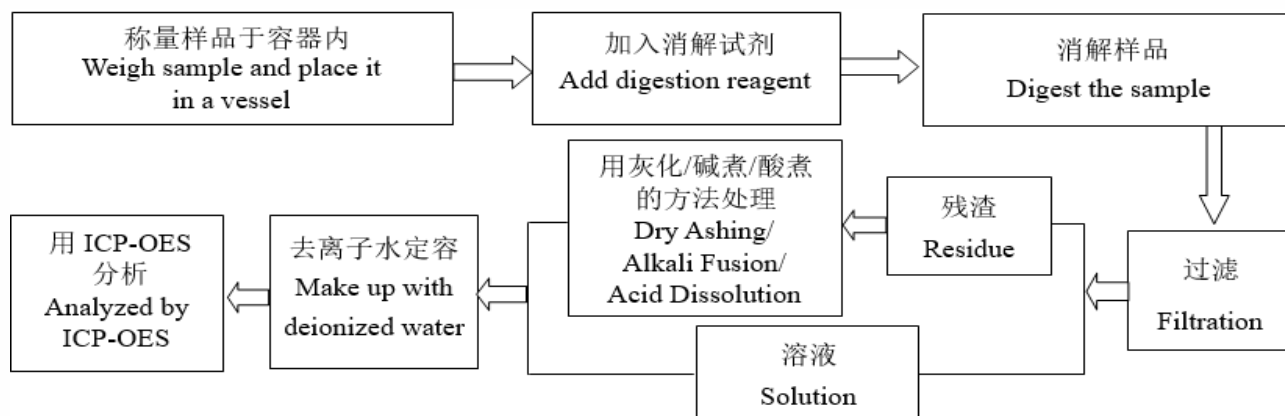 称量样品于容器内
Weigh sample and place it
in a vessel
加入消解试剂
Add digestion reagent
消解样品
Digest the sample
过滤
Filtration
残渣
Residue
用灰化/碱煮/酸煮
的方法处理
Dry Ashing/
Alkali Fusion/
Acid Dissolution
溶液
Solution
去离子水定容
Make up with
deionized water
用 ICP-OES
分析
Analyzed by
ICP-OES